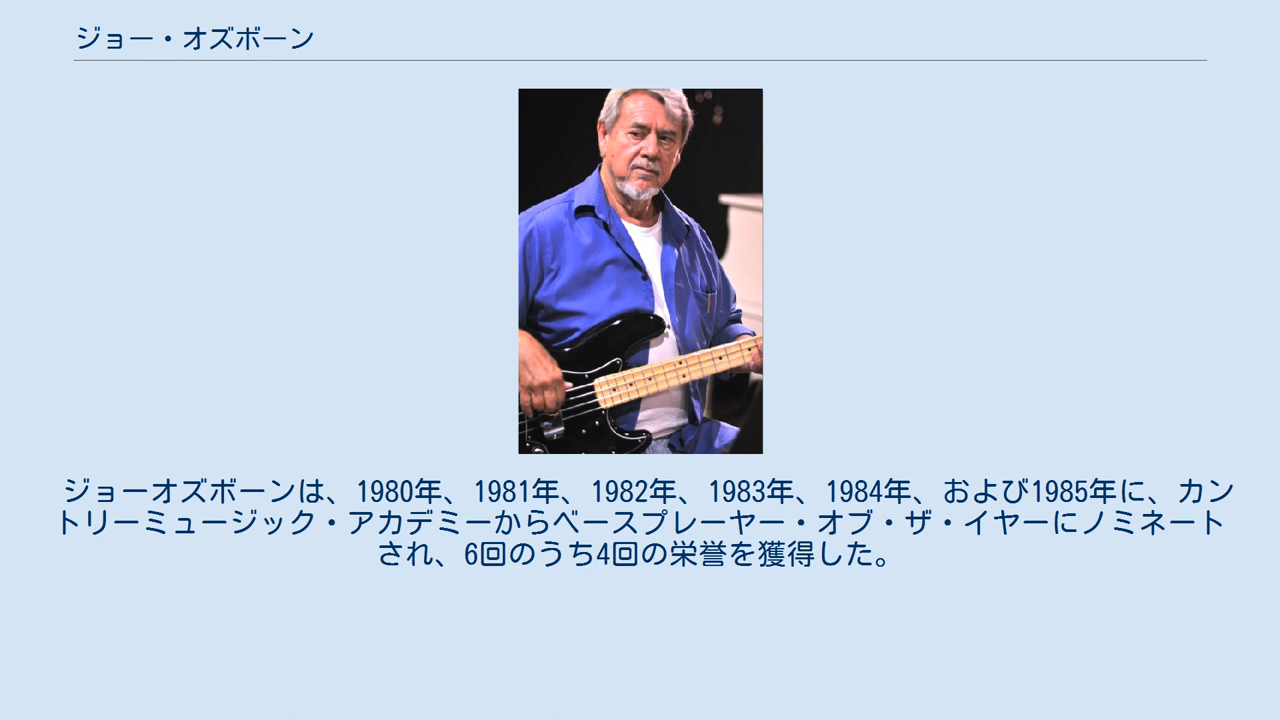 ジョー・オズボーン
ジョーオズボーンは、1980年、1981年、1982年、1983年、1984年、および1985年に、カン
トリーミュージック・アカデミーからベースプレーヤー・オブ・ザ・イヤーにノミネート
され、6回のうち4回の栄誉を獲得した。